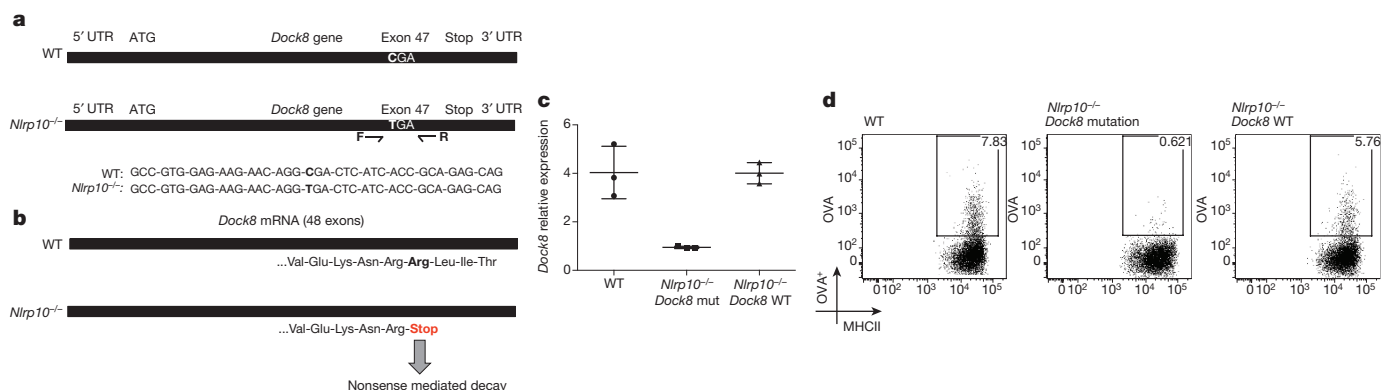 a
5′ UTR ATG Dock8 gene Exon 47 Stop 3′ UTR
WT
CGA
5′ UTR ATG Dock8 gene Exon 47 Stop 3′ UTR
Nlrp10–/–
TGA
F R
WT: GCC-GTG-GAG-AAG-AAC-AGG-CGA-CTC-ATC-ACC-GCA-GAG-CAG
Nlrp10–/–: GCC-GTG-GAG-AAG-AAC-AGG-TGA-CTC-ATC-ACC-GCA-GAG-CAG
b
Dock8 mRNA (48 exons)
WT
...Val-Glu-Lys-Asn-Arg-Arg-Leu-Ile-Thr
Nlrp10–/–
...Val-Glu-Lys-Asn-Arg-Stop
Nonsense mediated decay
c
Dock8 relative expression
6
4
2
0
WT
Nlrp10–/– Dock8 mut
Nlrp10–/– Dock8 WT
d
WT
7.83
OVA
10⁵
10⁴
10³
10²
0
0 10² 10³ 10⁴ 10⁵
Nlrp10–/–
Dock8 mutation
0.621
OVA
10⁵
10⁴
10³
10²
0
0 10² 10³ 10⁴ 10⁵
Nlrp10–/–
Dock8 WT
5.76
OVA
10⁵
10⁴
10³
10²
0
0 10² 10³ 10⁴ 10⁵
OVA⁺
MHCII